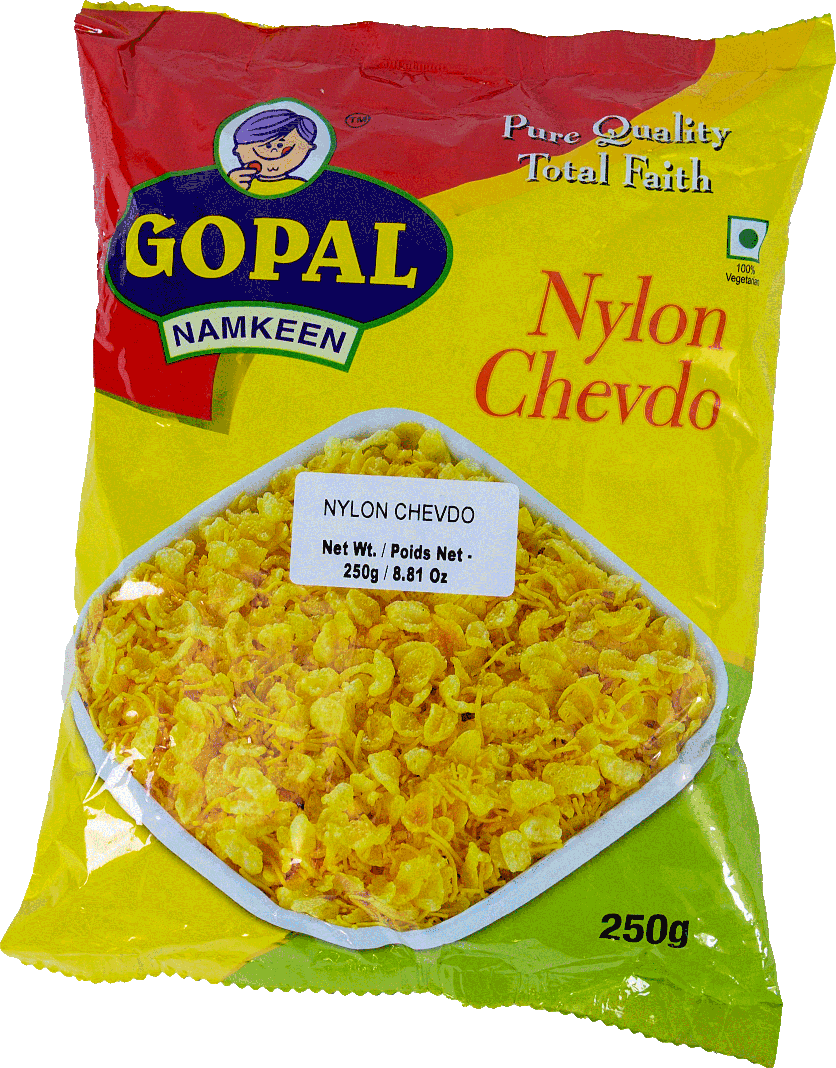 TM
Pure Quality
Total Faith
GOPAL
NAMKEEN
100%
Vegetarian
Nylon
Chevdo
NYLON CHEVDO
Net Wt. / Poids Net -
250g / 8.81 Oz
250g